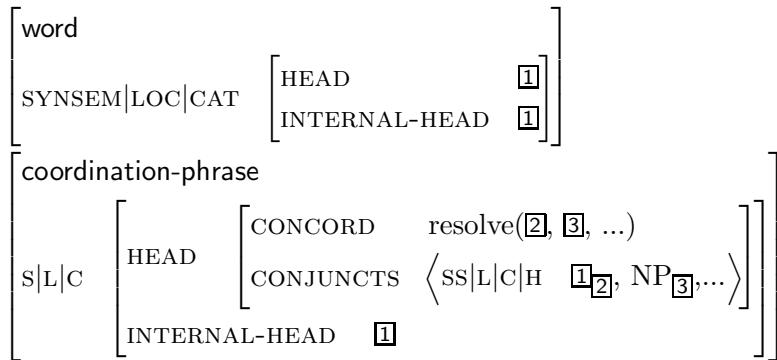 word
SYNSEM|LOC|CAT HEAD 1
INTERNAL-HEAD 1
coordination-phrase
S|L|C HEAD CONCORD resolve(2, 3, ...)
CONJUNCTS ⟨SS|L|C|H 1 2, NP 3,...⟩
INTERNAL-HEAD 1